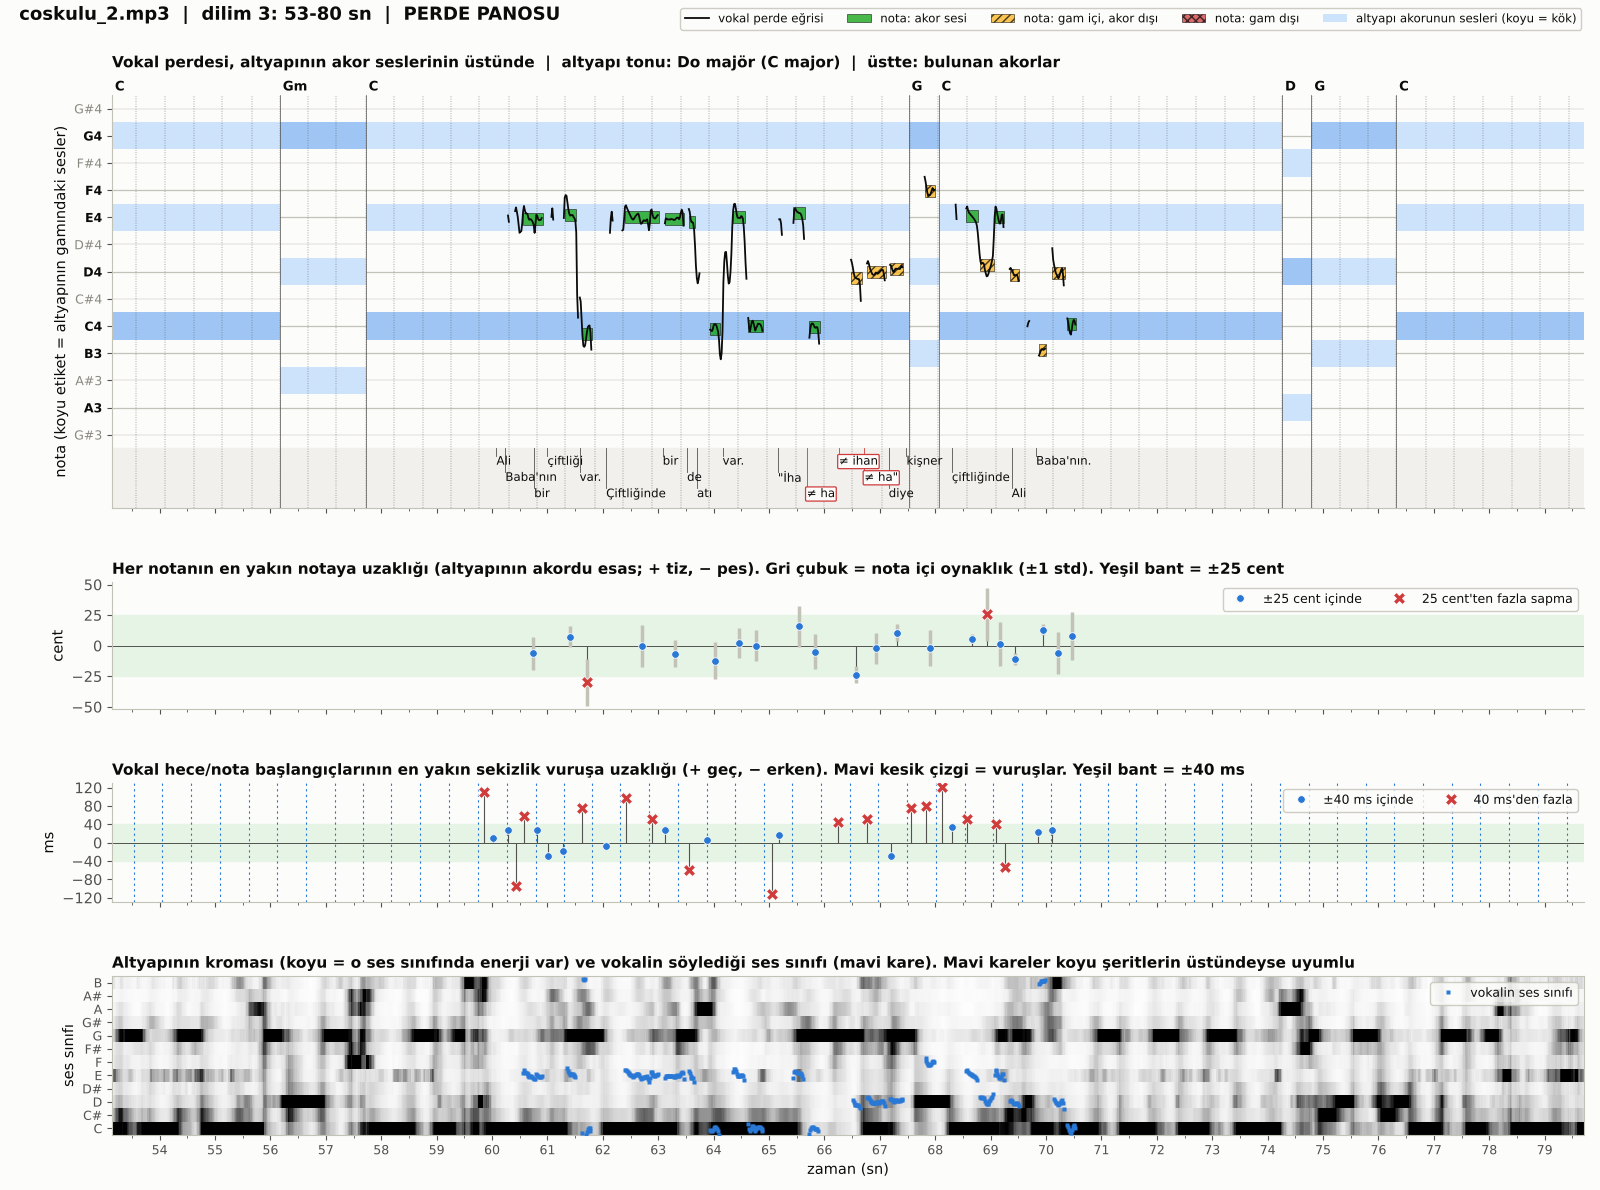 coskulu_2.mp3 | dilim 3: 53-80 sn | PERDE PANOSU
vokal perde eğrisi
nota: akor sesi
nota: gam içi, akor dışı
nota: gam dışı
altyapı akorunun sesleri (koyu = kök)
Vokal perdesi, altyapının akor seslerinin üstünde | altyapı tonu: Do majör (C major) | üstte: bulunan akorlar
C Gm C G C D G C
nota (koyu etiket = altyapının gamındaki sesler)
G#4
G4
F#4
F4
E4
D#4
D4
C#4
C4
B3
A#3
A3
G#3
Ali çiftliği bir var. ≠ ihan kişner Baba'nın.
Baba'nın var. de "İha ≠ ha" çiftliğinde
bir Çiftliğinde atı ≠ ha diye Ali
Her notanın en yakın notaya uzaklığı (altyapının akordu esas; + tiz, − pes). Gri çubuk = nota içi oynaklık (±1 std). Yeşil bant = ±25 cent
cent
50
25
0
−25
−50
±25 cent içinde
25 cent'ten fazla sapma
Vokal hece/nota başlangıçlarının en yakın sekizlik vuruşa uzaklığı (+ geç, − erken). Mavi kesik çizgi = vuruşlar. Yeşil bant = ±40 ms
ms
120
80
40
0
−40
−80
−120
±40 ms içinde
40 ms'den fazla
Altyapının kroması (koyu = o ses sınıfında enerji var) ve vokalin söylediği ses sınıfı (mavi kare). Mavi kareler koyu şeritlerin üstündeyse uyumlu
ses sınıfı
B
A#
A
G#
G
F#
F
E
D#
D
C#
C
vokalin ses sınıfı
54 55 56 57 58 59 60 61 62 63 64 65 66 67 68 69 70 71 72 73 74 75 76 77 78 79
zaman (sn)